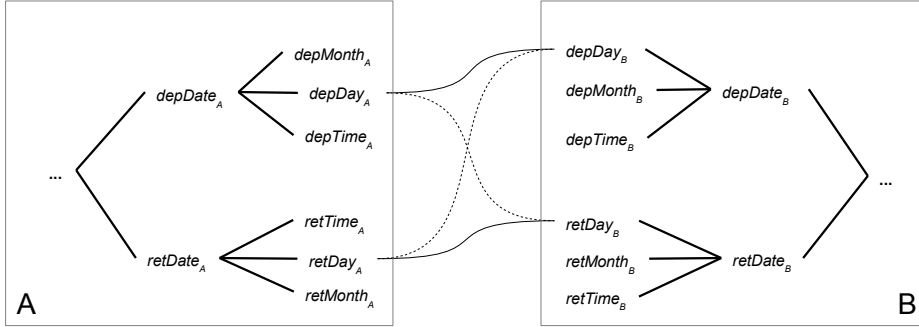 depMonth_A
depDate_A
depDay_A
depTime_A
...
retTime_A
retDate_A
retDay_A
retMonth_A
A
depDay_B
depMonth_B
depDate_B
depTime_B
...
retDay_B
retMonth_B
retDate_B
retTime_B
B